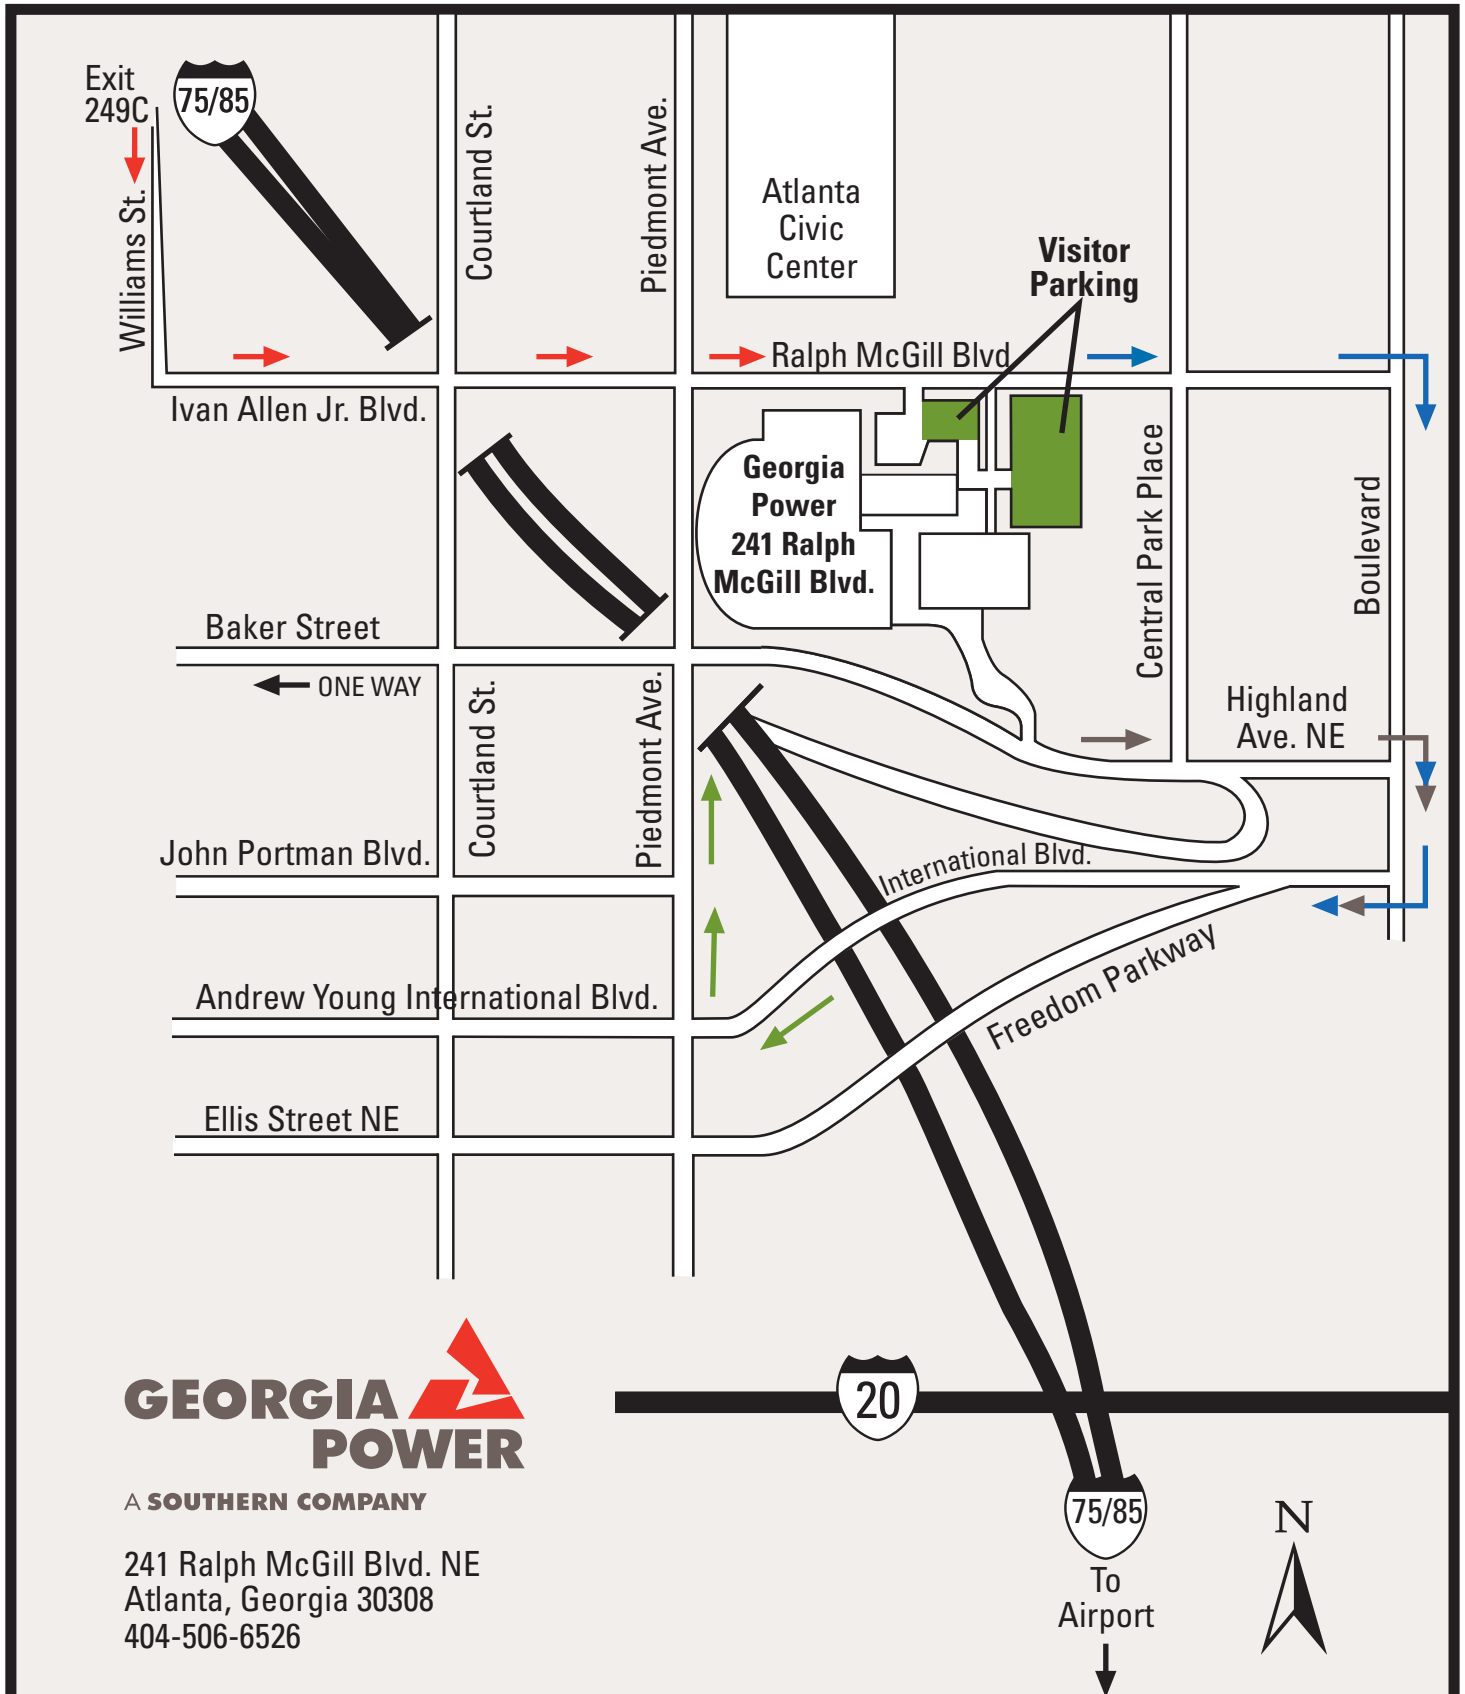 Exit
249C
75/85
Williams St.
Courtland St.
Piedmont Ave.
Atlanta
Civic
Center
Visitor
Parking
Ralph McGill Blvd
Ivan Allen Jr. Blvd.
Georgia
Power
241 Ralph
McGill Blvd.
Central Park Place
Boulevard
Baker Street
ONE WAY
Courtland St.
Piedmont Ave.
Highland
Ave. NE
John Portman Blvd.
International Blvd.
Andrew Young International Blvd.
Freedom Parkway
Ellis Street NE
GEORGIA
POWER
A SOUTHERN COMPANY
20
75/85
N
To
Airport
241 Ralph McGill Blvd. NE
Atlanta, Georgia 30308
404-506-6526